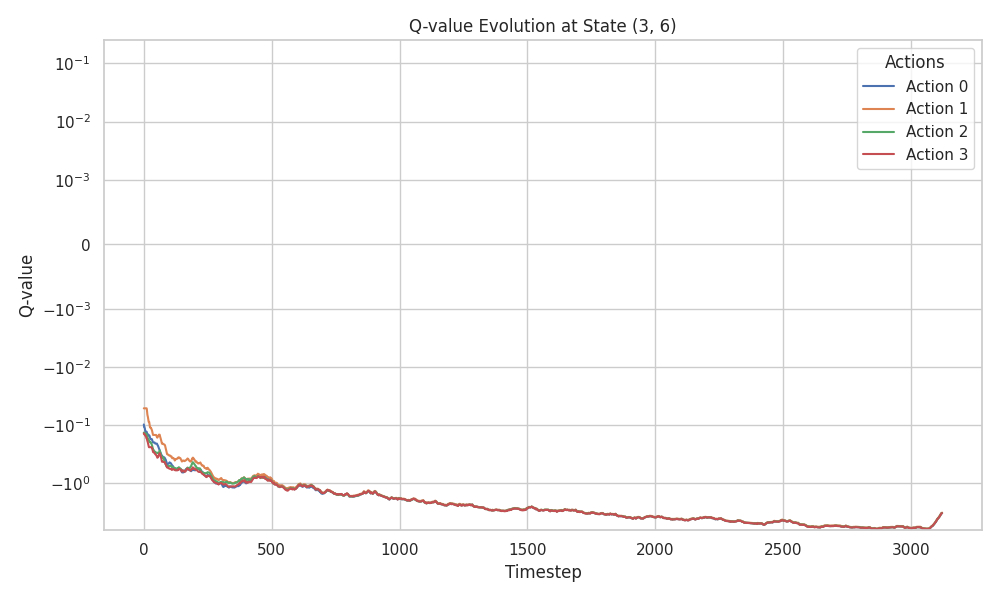 Q-value Evolution at State (3, 6)
Actions
Action 0
Action 1
Action 2
Action 3
Q-value
10⁻¹
10⁻²
10⁻³
0
−10⁻³
−10⁻²
−10⁻¹
−10⁰
0 500 1000 1500 2000 2500 3000
Timestep